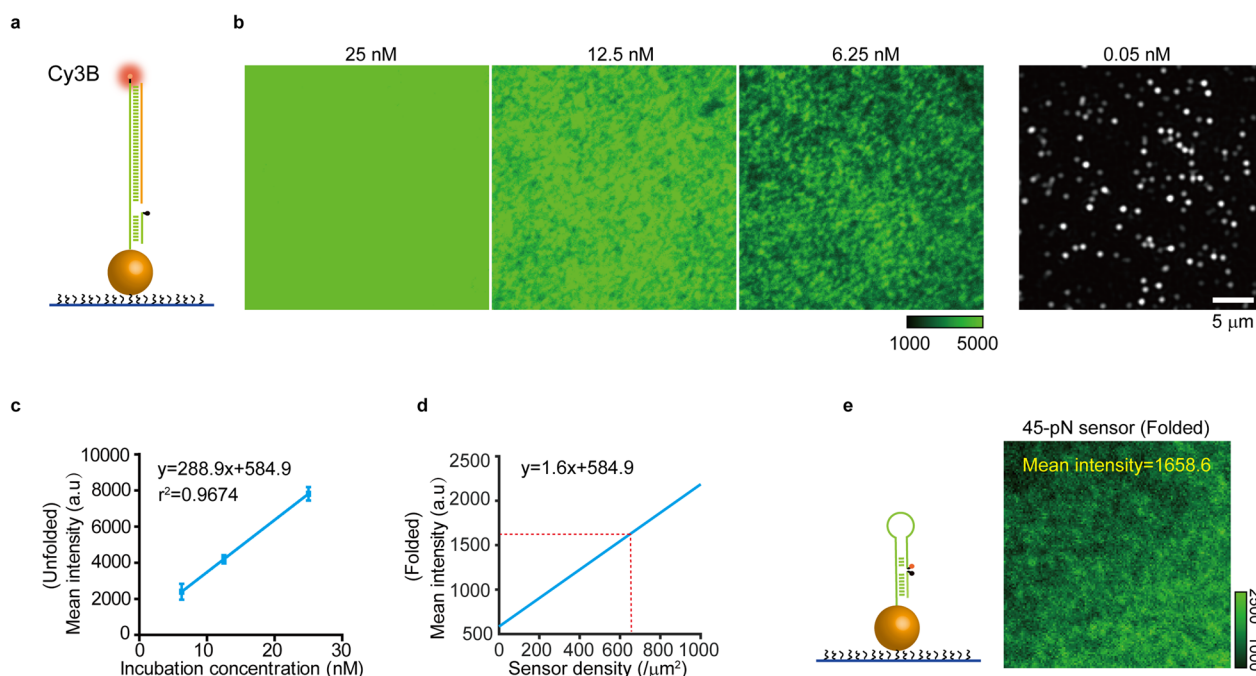 a
b
Cy3B
25 nM
12.5 nM
6.25 nM
0.05 nM
1000
5000
5 μm
c
d
e
(Unfolded)
Mean intensity (a.u)
10000
8000
6000
4000
2000
0
y=288.9x+584.9
r²=0.9674
0
10
20
30
Incubation concentration (nM)
(Folded)
Mean intensity (a.u)
2500
2000
1500
1000
500
y=1.6x+584.9
0
200
400
600
800
1000
Sensor density (/μm²)
45-pN sensor (Folded)
Mean intensity=1658.6
1000